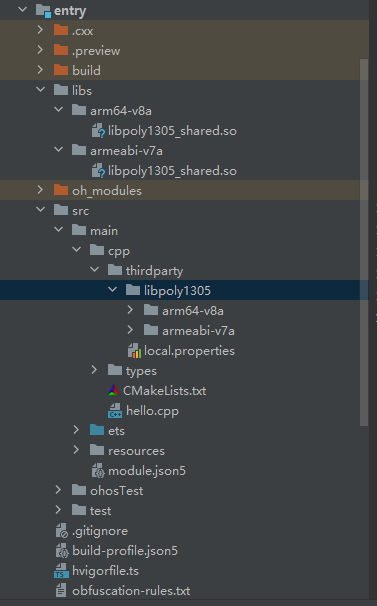 entry
.cxx
.preview
build
libs
arm64-v8a
libpoly1305_shared.so
armeabi-v7a
libpoly1305_shared.so
oh_modules
src
main
cpp
thirdparty
libpoly1305
arm64-v8a
armeabi-v7a
local.properties
types
CMakeLists.txt
hello.cpp
ets
resources
module.json5
ohosTest
test
.gitignore
build-profile.json5
hvigorfile.ts
obfuscation-rules.txt